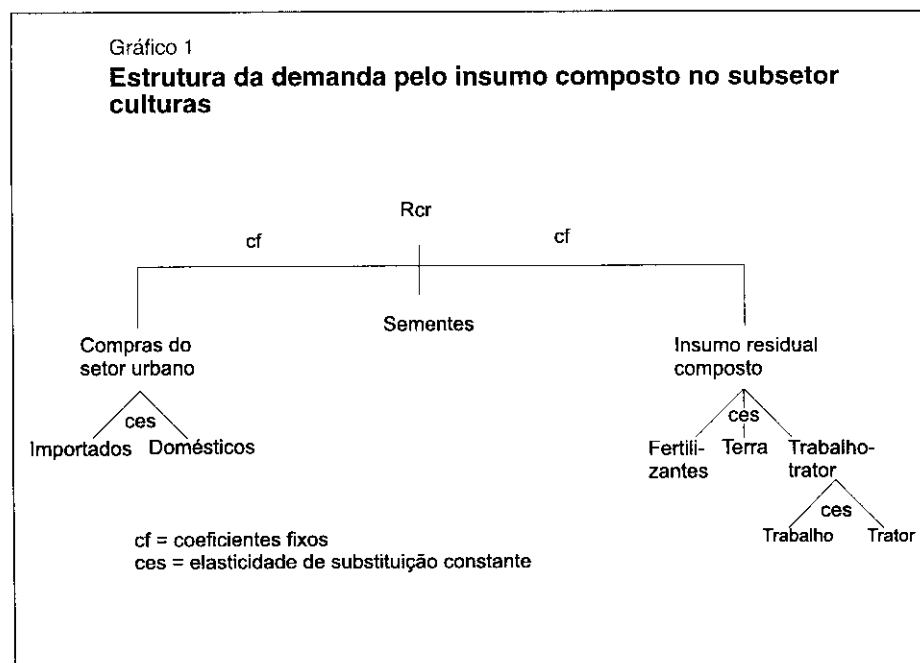 Gráfico 1
Estrutura da demanda pelo insumo composto no subsetor
culturas
Rcr
cf cf
Sementes
Compras do
setor urbano
ces
Importados Domésticos
Insumo residual
composto
ces
Fertili-
zantes
Terra
Trabalho-
trator
ces
Trabalho Trator
cf = coeficientes fixos
ces = elasticidade de substituição constante